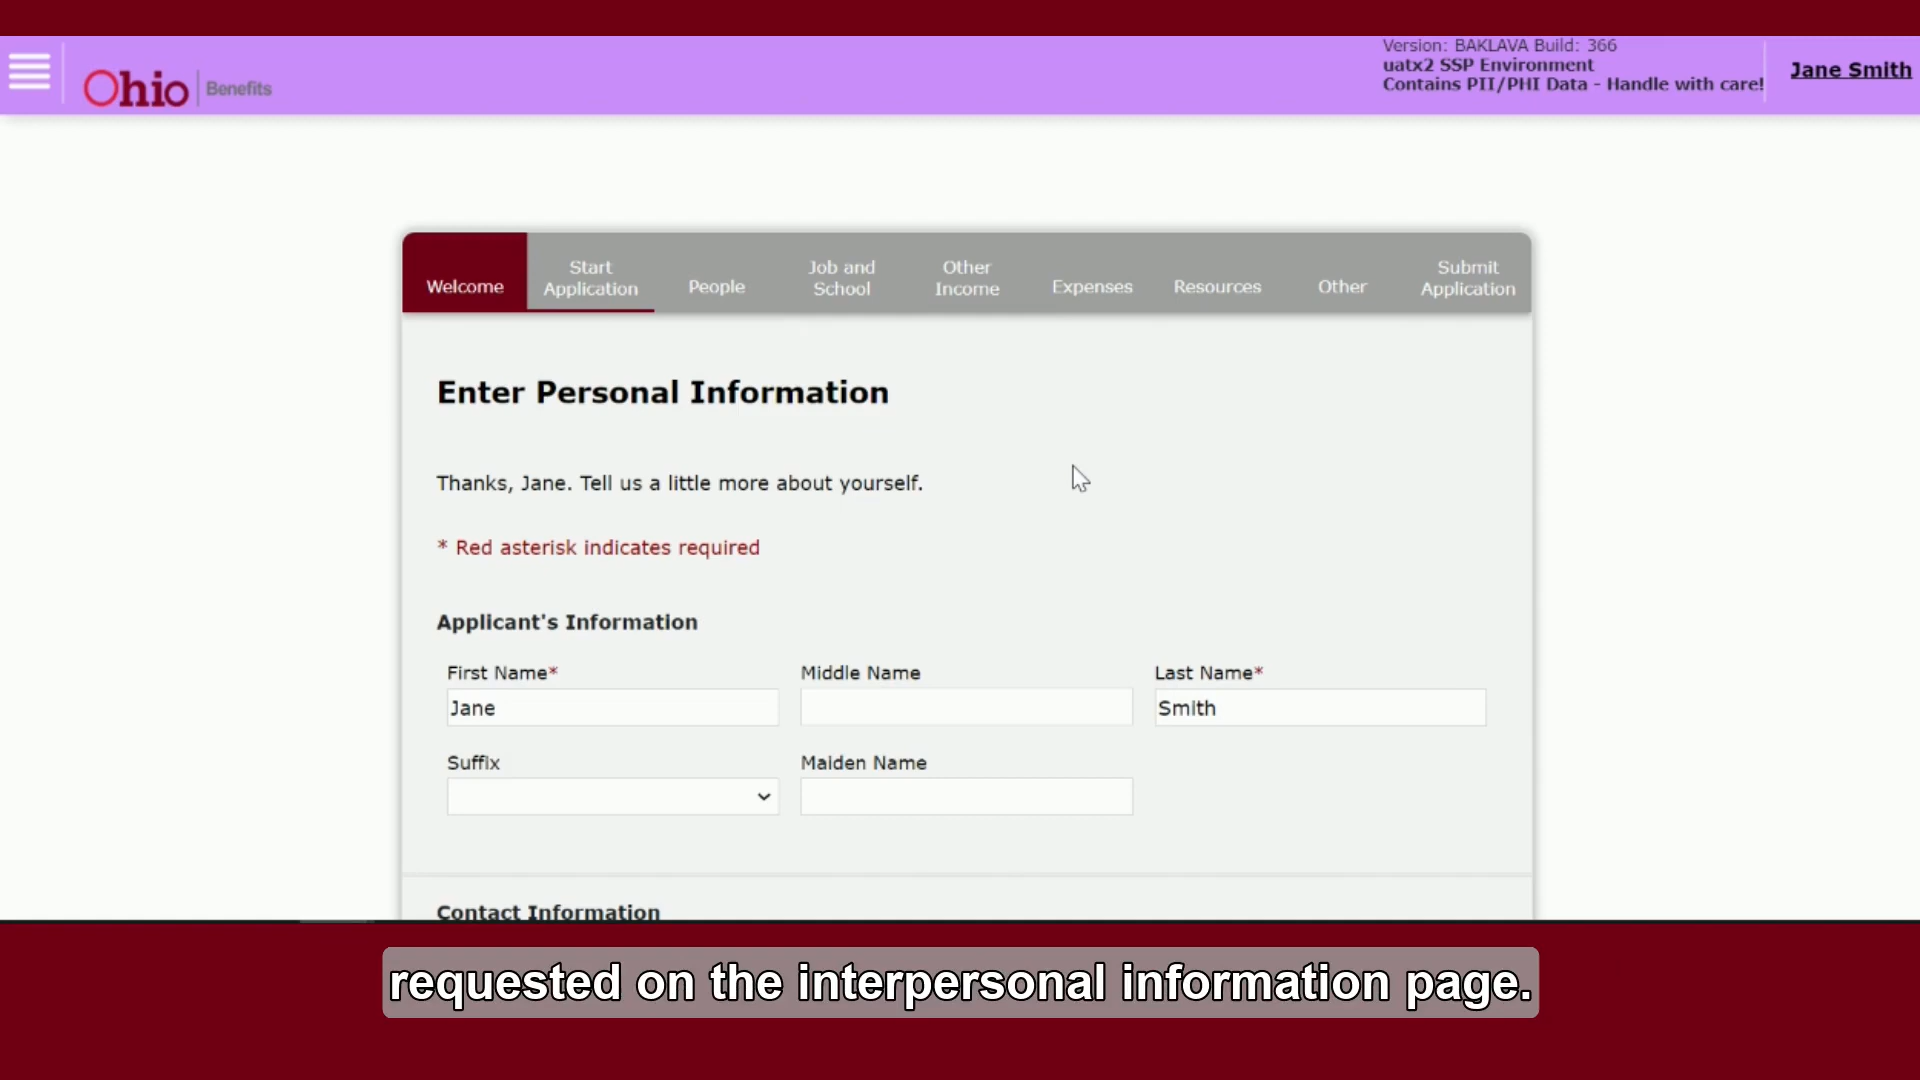 Version: BAKLAVA Build: 366
uatx2 SSP Environment
Contains PII/PHI Data - Handle with care!
Jane Smith
Ohio Benefits
Welcome
Start Application
People
Job and School
Other Income
Expenses
Resources
Other
Submit Application
Enter Personal Information
Thanks, Jane. Tell us a little more about yourself.
* Red asterisk indicates required
Applicant's Information
First Name* Middle Name Last Name*
Jane Smith
Suffix Maiden Name
Contact Information
requested on the interpersonal information page.